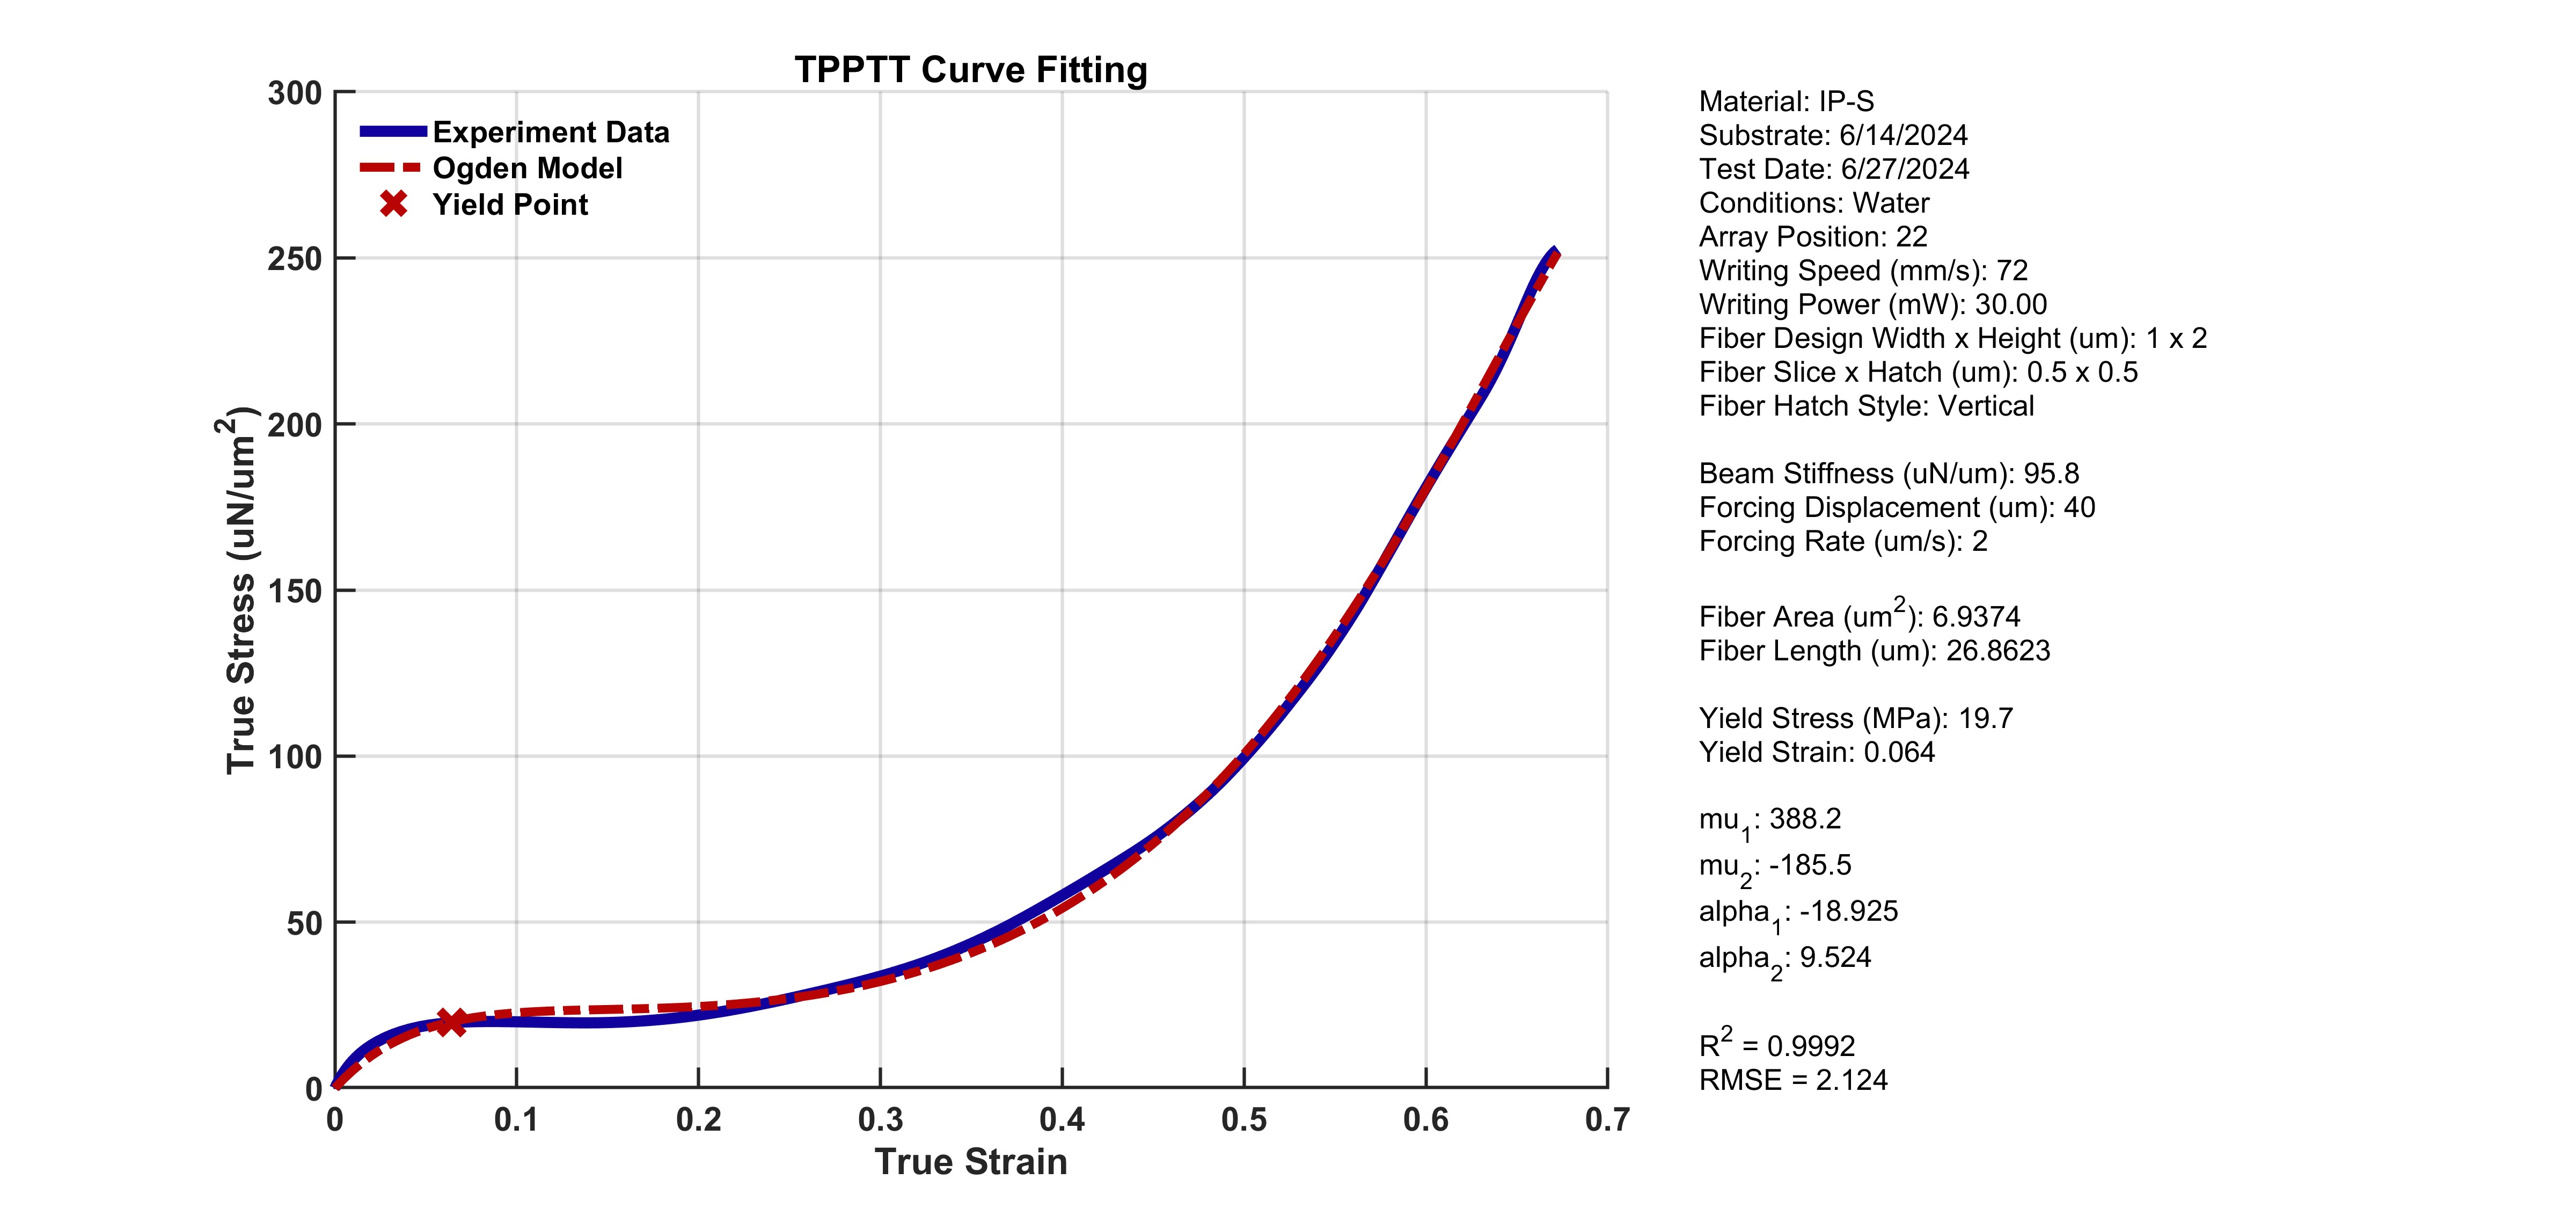 TPPTT Curve Fitting
300
250
200
150
100
50
0
True Stress (uN/um²)
Experiment Data
Ogden Model
Yield Point
0 0.1 0.2 0.3 0.4 0.5 0.6 0.7
True Strain
Material: IP-S
Substrate: 6/14/2024
Test Date: 6/27/2024
Conditions: Water
Array Position: 22
Writing Speed (mm/s): 72
Writing Power (mW): 30.00
Fiber Design Width x Height (um): 1 x 2
Fiber Slice x Hatch (um): 0.5 x 0.5
Fiber Hatch Style: Vertical
Beam Stiffness (uN/um): 95.8
Forcing Displacement (um): 40
Forcing Rate (um/s): 2
Fiber Area (um²): 6.9374
Fiber Length (um): 26.8623
Yield Stress (MPa): 19.7
Yield Strain: 0.064
mu₁: 388.2
mu₂: -185.5
alpha₁: -18.925
alpha₂: 9.524
R² = 0.9992
RMSE = 2.124